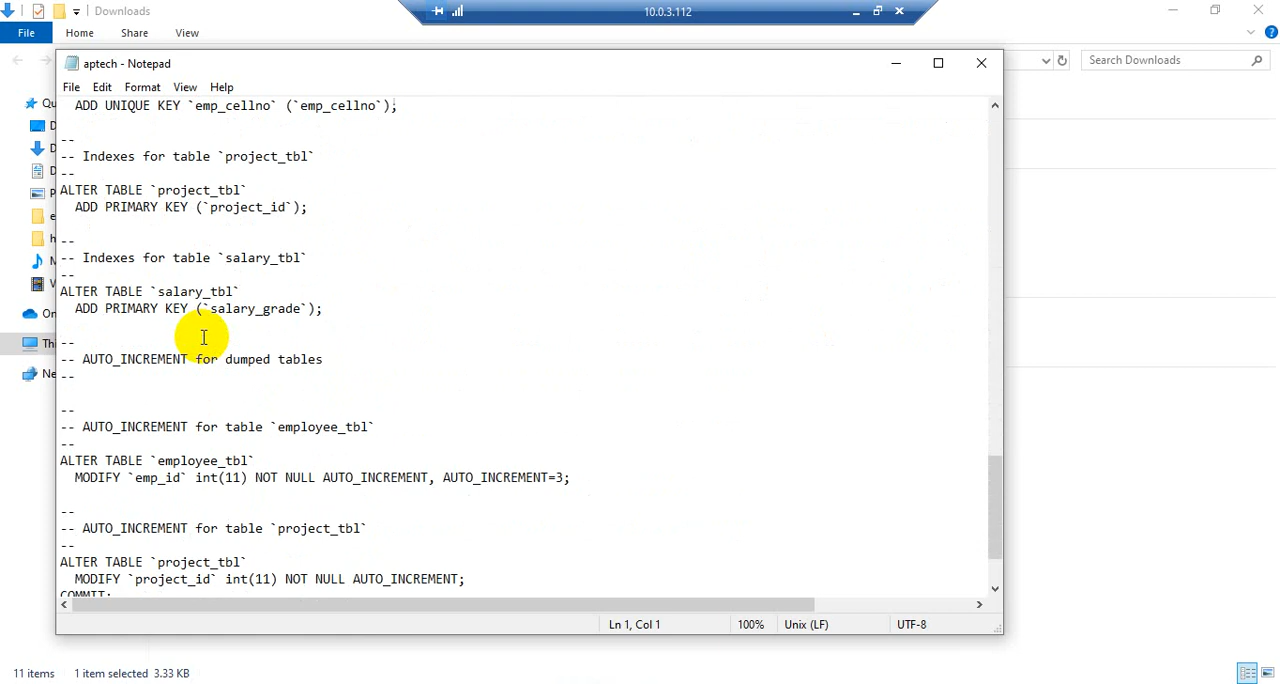 Downloads
10.0.3.112
File Home Share View
Search Downloads
aptech - Notepad
File Edit Format View Help
ADD UNIQUE KEY `emp_cellno` (`emp_cellno`);
--
-- Indexes for table `project_tbl`
--
ALTER TABLE `project_tbl`
ADD PRIMARY KEY (`project_id`);
--
-- Indexes for table `salary_tbl`
--
ALTER TABLE `salary_tbl`
ADD PRIMARY KEY (`salary_grade`);
--
-- AUTO_INCREMENT for dumped tables
--
--
-- AUTO_INCREMENT for table `employee_tbl`
--
ALTER TABLE `employee_tbl`
MODIFY `emp_id` int(11) NOT NULL AUTO_INCREMENT, AUTO_INCREMENT=3;
--
-- AUTO_INCREMENT for table `project_tbl`
--
ALTER TABLE `project_tbl`
MODIFY `project_id` int(11) NOT NULL AUTO_INCREMENT;
COMMIT;
Ln 1, Col 1 100% Unix (LF) UTF-8
11 items 1 item selected 3.33 KB